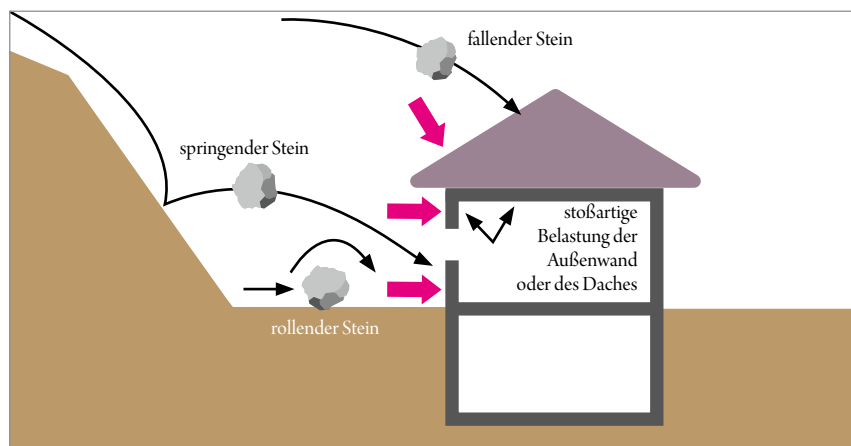 fallender Stein
springender Stein
stoßartige
Belastung der
Außenwand
oder des Daches
rollender Stein